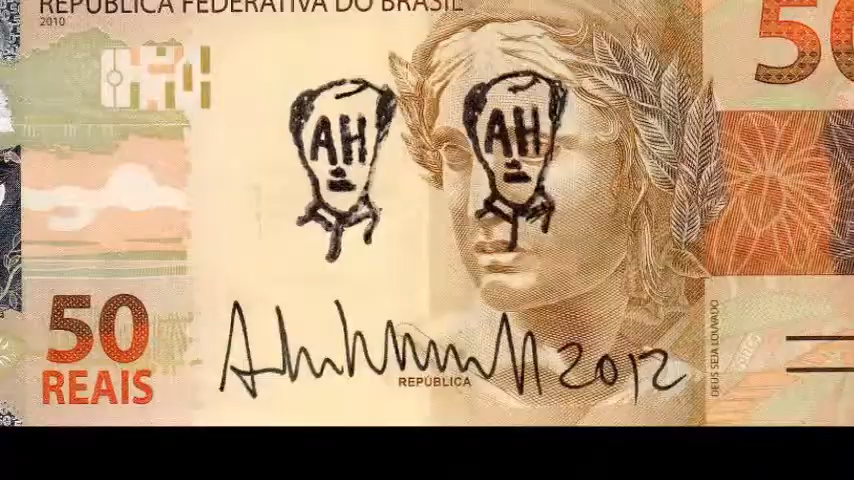 REPÚBLICA FEDERATIVA DO BRASIL
2010
50
AH
AH
2012
50
REAIS
REPÚBLICA
DEUS SEJA LOUVADO